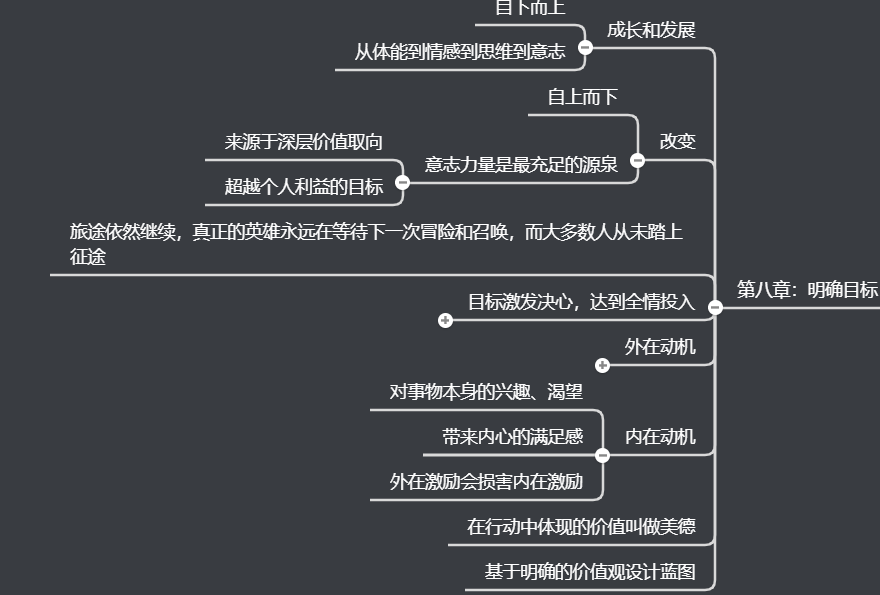 自下而上
成长和发展
从体能到情感到思维到意志
自上而下
来源于深层价值取向
改变
意志力量是最充足的源泉
超越个人利益的目标
旅途依然继续，真正的英雄永远在等待下一次冒险和召唤，而大多数人从未踏上
征途
第八章：明确目标
目标激发决心，达到全情投入
外在动机
对事物本身的兴趣、渴望
带来内心的满足感
内在动机
外在激励会损害内在激励
在行动中体现的价值叫做美德
基于明确的价值观设计蓝图